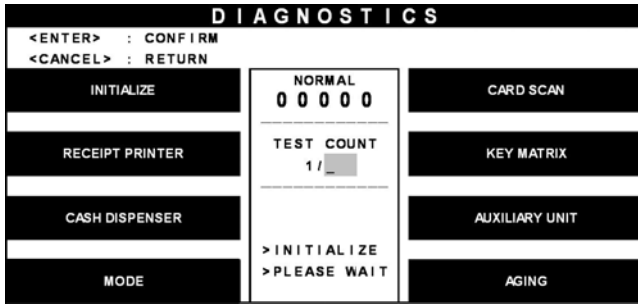 DIAGNOSTICS
<ENTER> : CONFIRM
<CANCEL> : RETURN
INITIALIZE
RECEIPT PRINTER
CASH DISPENSER
MODE
NORMAL
00000
TEST COUNT
1/_
>INITIALIZE
>PLEASE WAIT
CARD SCAN
KEY MATRIX
AUXILIARY UNIT
AGING